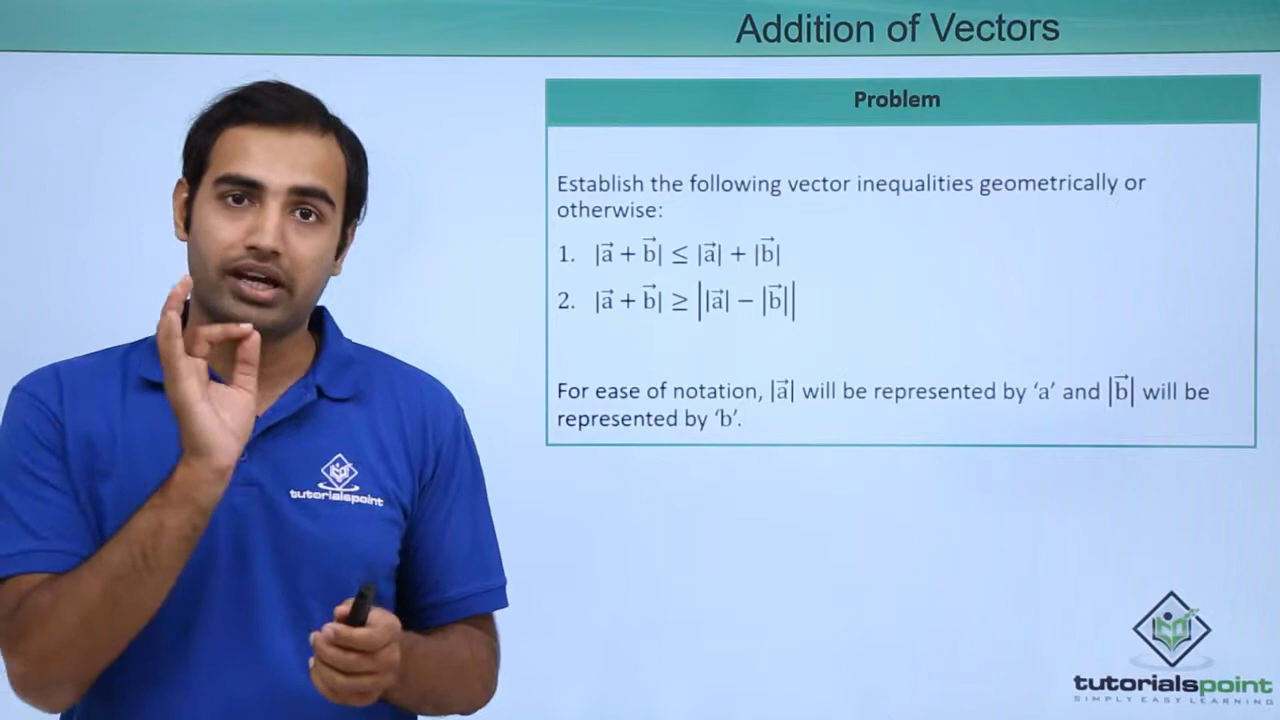 Addition of Vectors
Problem
Establish the following vector inequalities geometrically or
otherwise:
1. |a⃗ + b⃗| ≤ |a⃗| + |b⃗|
2. |a⃗ + b⃗| ≥ ||a⃗| − |b⃗||
For ease of notation, |a⃗| will be represented by ‘a’ and |b⃗| will be
represented by ‘b’.
tutorialspoint
tutorialspoint
SIMPLY EASY LEARNING